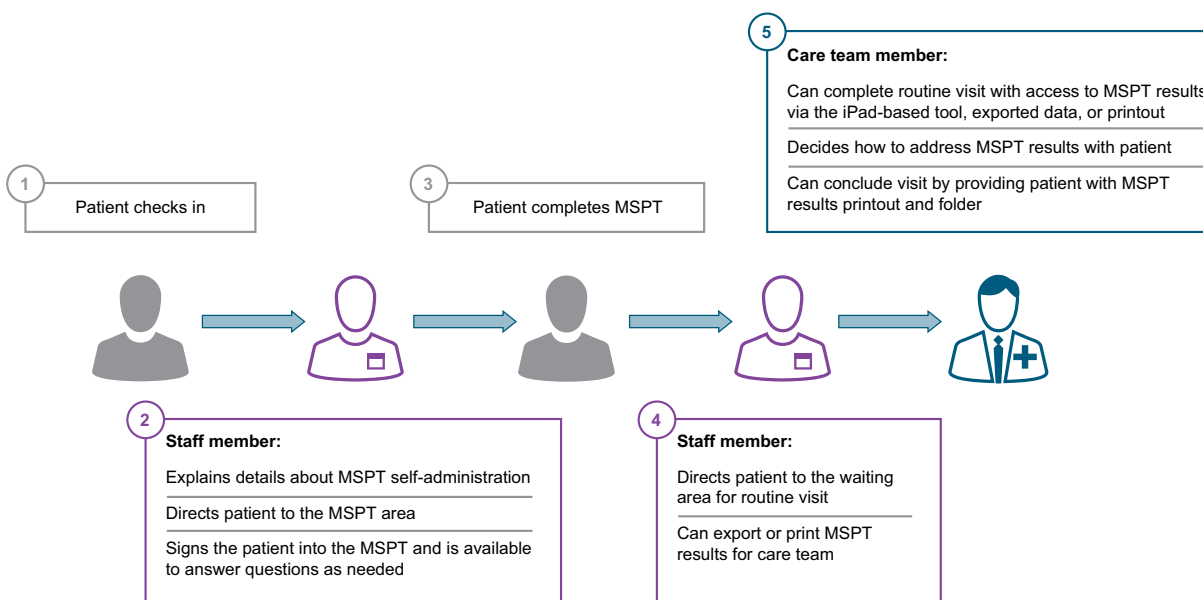 1
Patient checks in
2
Staff member:
Explains details about MSPT self-administration
Directs patient to the MSPT area
Signs the patient into the MSPT and is available
to answer questions as needed
3
Patient completes MSPT
4
Staff member:
Directs patient to the waiting
area for routine visit
Can export or print MSPT
results for care team
5
Care team member:
Can complete routine visit with access to MSPT results
via the iPad-based tool, exported data, or printout
Decides how to address MSPT results with patient
Can conclude visit by providing patient with MSPT
results printout and folder